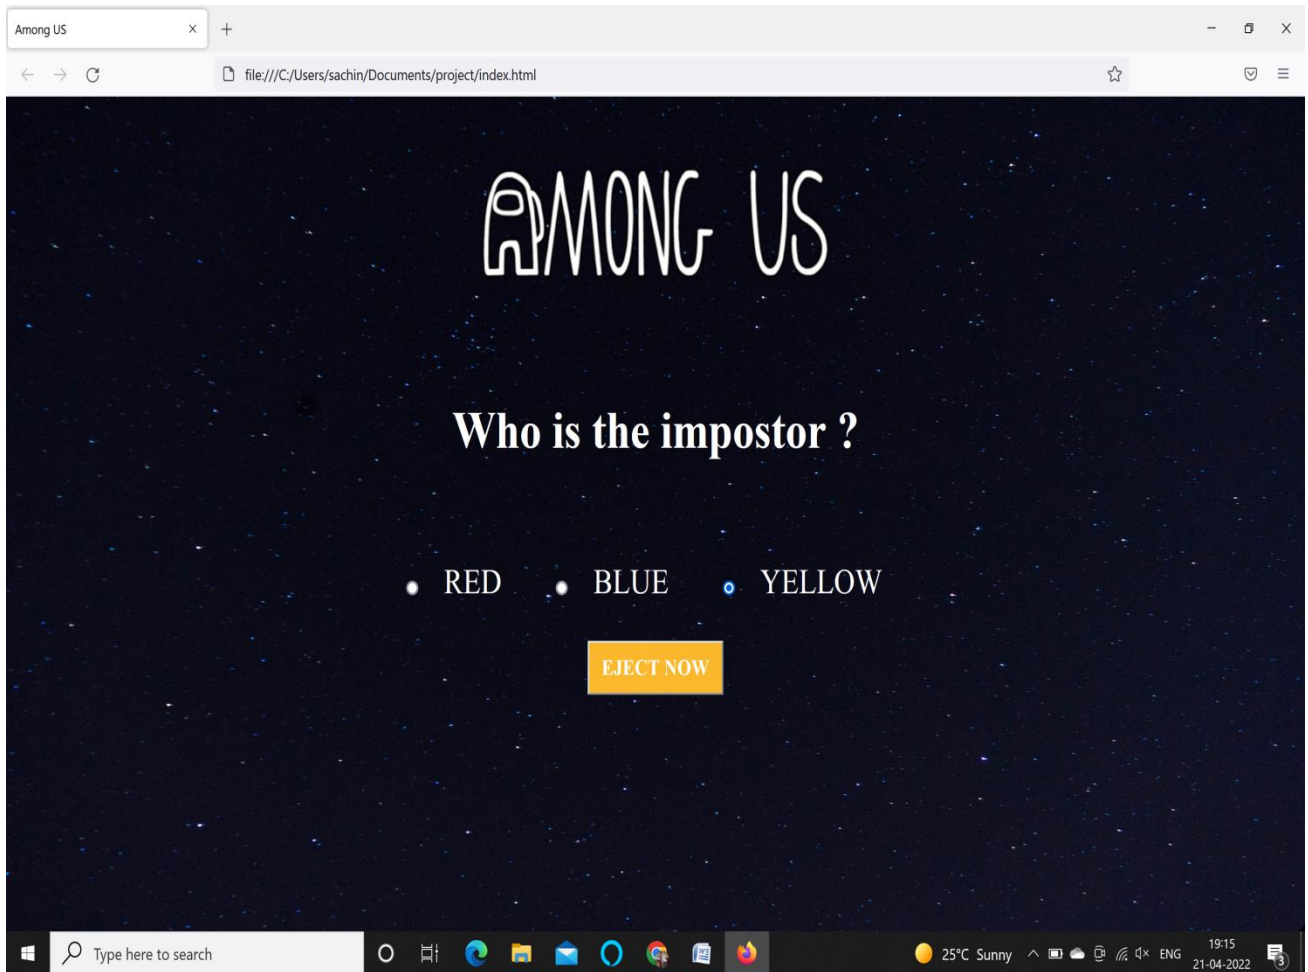 Among US
file:///C:/Users/sachin/Documents/project/index.html
AMONG US
Who is the impostor ?
RED BLUE YELLOW
EJECT NOW
Type here to search
25°C Sunny
ENG
19:15
21-04-2022
3